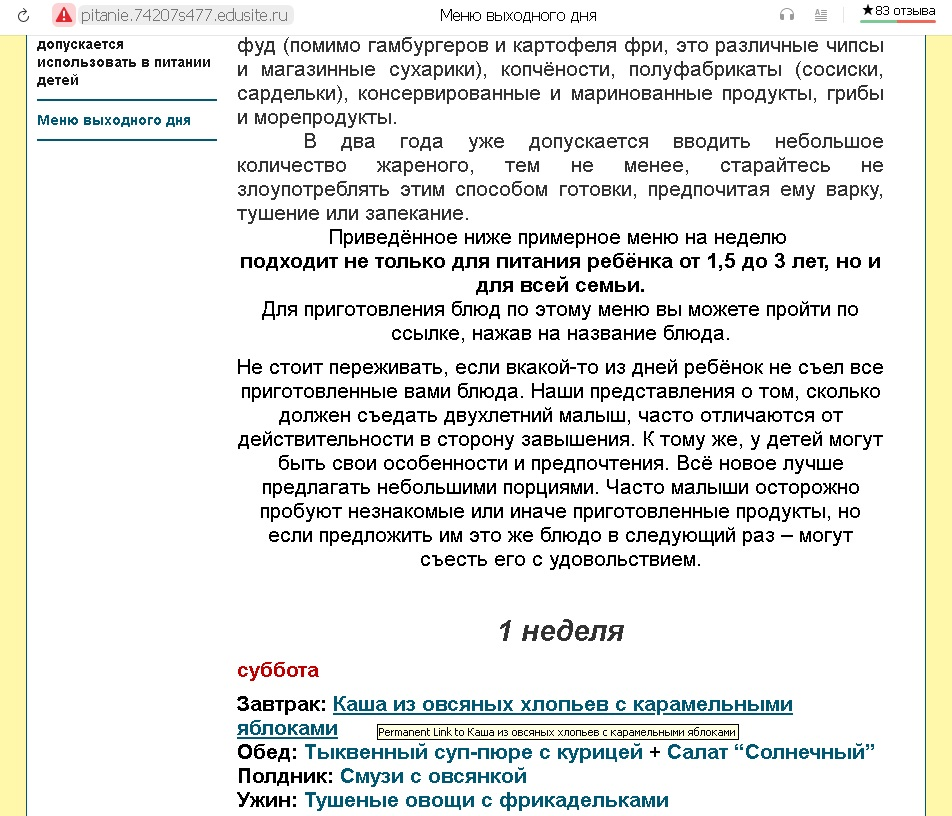 pitanie.74207s477.edusite.ru
Меню выходного дня
★83 отзыва
допускается
использовать в питании
детей
Меню выходного дня
фуд (помимо гамбургеров и картофеля фри, это различные чипсы
и магазинные сухарики), копчёности, полуфабрикаты (сосиски,
сардельки), консервированные и маринованные продукты, грибы
и морепродукты.
В два года уже допускается вводить небольшое
количество жареного, тем не менее, старайтесь не
злоупотреблять этим способом готовки, предпочитая ему варку,
тушение или запекание.
Приведённое ниже примерное меню на неделю
подходит не только для питания ребёнка от 1,5 до 3 лет, но и
для всей семьи.
Для приготовления блюд по этому меню вы можете пройти по
ссылке, нажав на название блюда.
Не стоит переживать, если вкакой-то из дней ребёнок не съел все
приготовленные вами блюда. Наши представления о том, сколько
должен съедать двухлетний малыш, часто отличаются от
действительности в сторону завышения. К тому же, у детей могут
быть свои особенности и предпочтения. Всё новое лучше
предлагать небольшими порциями. Часто малыши осторожно
пробуют незнакомые или иначе приготовленные продукты, но
если предложить им это же блюдо в следующий раз – могут
съесть его с удовольствием.
1 неделя
суббота
Завтрак: Каша из овсяных хлопьев с карамельными
яблоками
Permanent Link to Каша из овсяных хлопьев с карамельными яблоками
Обед: Тыквенный суп-пюре с курицей + Салат “Солнечный”
Полдник: Смузи с овсянкой
Ужин: Тушеные овощи с фрикадельками